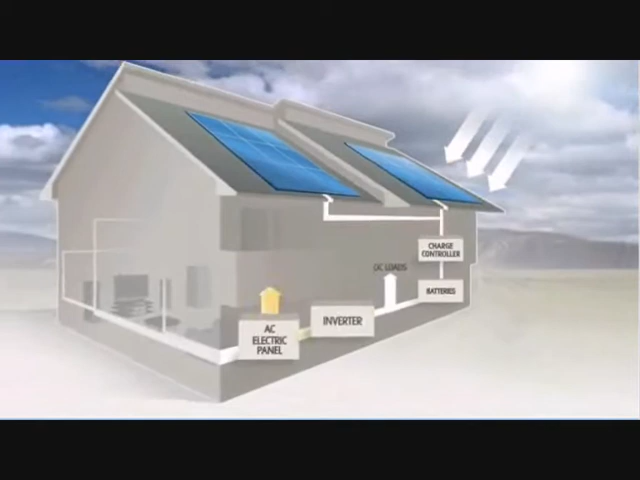 CHARGE
CONTROLLER
DC LOADS
BATTERIES
INVERTER
AC
ELECTRIC
PANEL